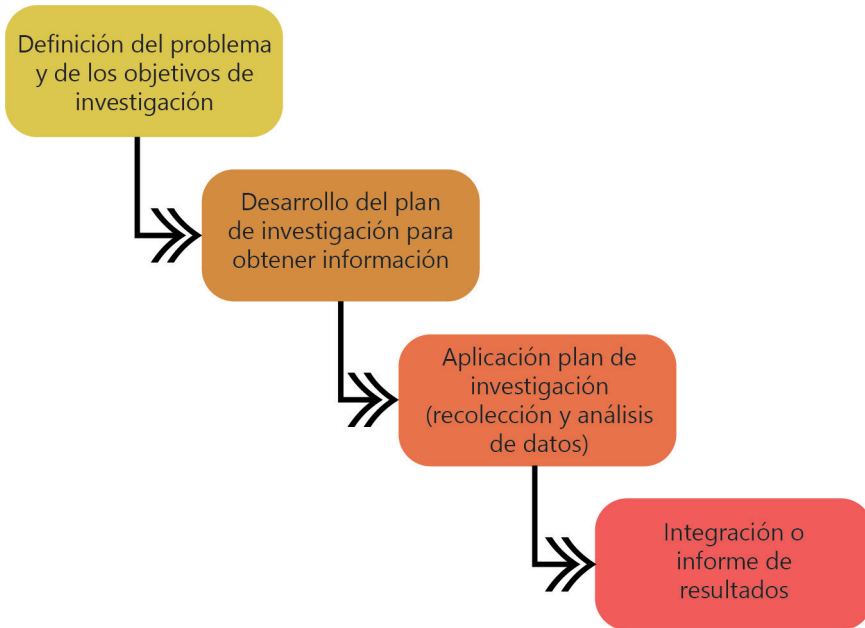 Definición del problema
y de los objetivos de
investigación
Desarrollo del plan
de investigación para
obtener información
Aplicación plan de
investigación
(recolección y análisis
de datos)
Integración o
informe de
resultados